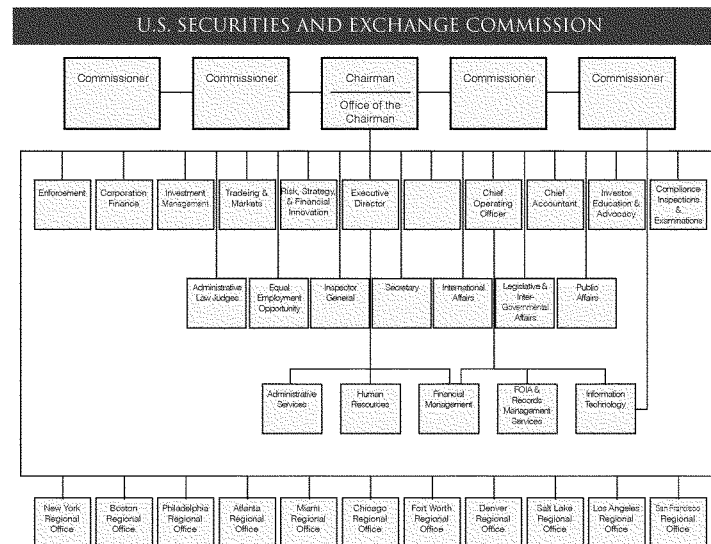 U.S. SECURITIES AND EXCHANGE COMMISSION
Commissioner
Commissioner
Chairman
Office of the
Chairman
Commissioner
Commissioner
Enforcement
Corporation
Finance
Investment
Management
Tradeing &
Markets
Risk, Strategy,
& Financial
Innovation
Executive
Director
Chief
Operating
Officer
Chief
Accountant
Investor
Education &
Advocacy
Compliance
Inspections
&
Examinations
Administrative
Law Judges
Equal
Employment
Opportunity
Inspector
General
Secretary
International
Affairs
Legislative &
Inter-
Governmental
Affairs
Public
Affairs
Administrative
Services
Human
Resources
Financial
Management
FOIA &
Records
Management
Services
Information
Technology
New York
Regional
Office
Boston
Regional
Office
Philadelphia
Regional
Office
Atlanta
Regional
Office
Miami
Regional
Office
Chicago
Regional
Office
Fort Worth
Regional
Office
Denver
Regional
Office
Salt Lake
Regional
Office
Los Angeles
Regional
Office
San Francisco
Regional
Office